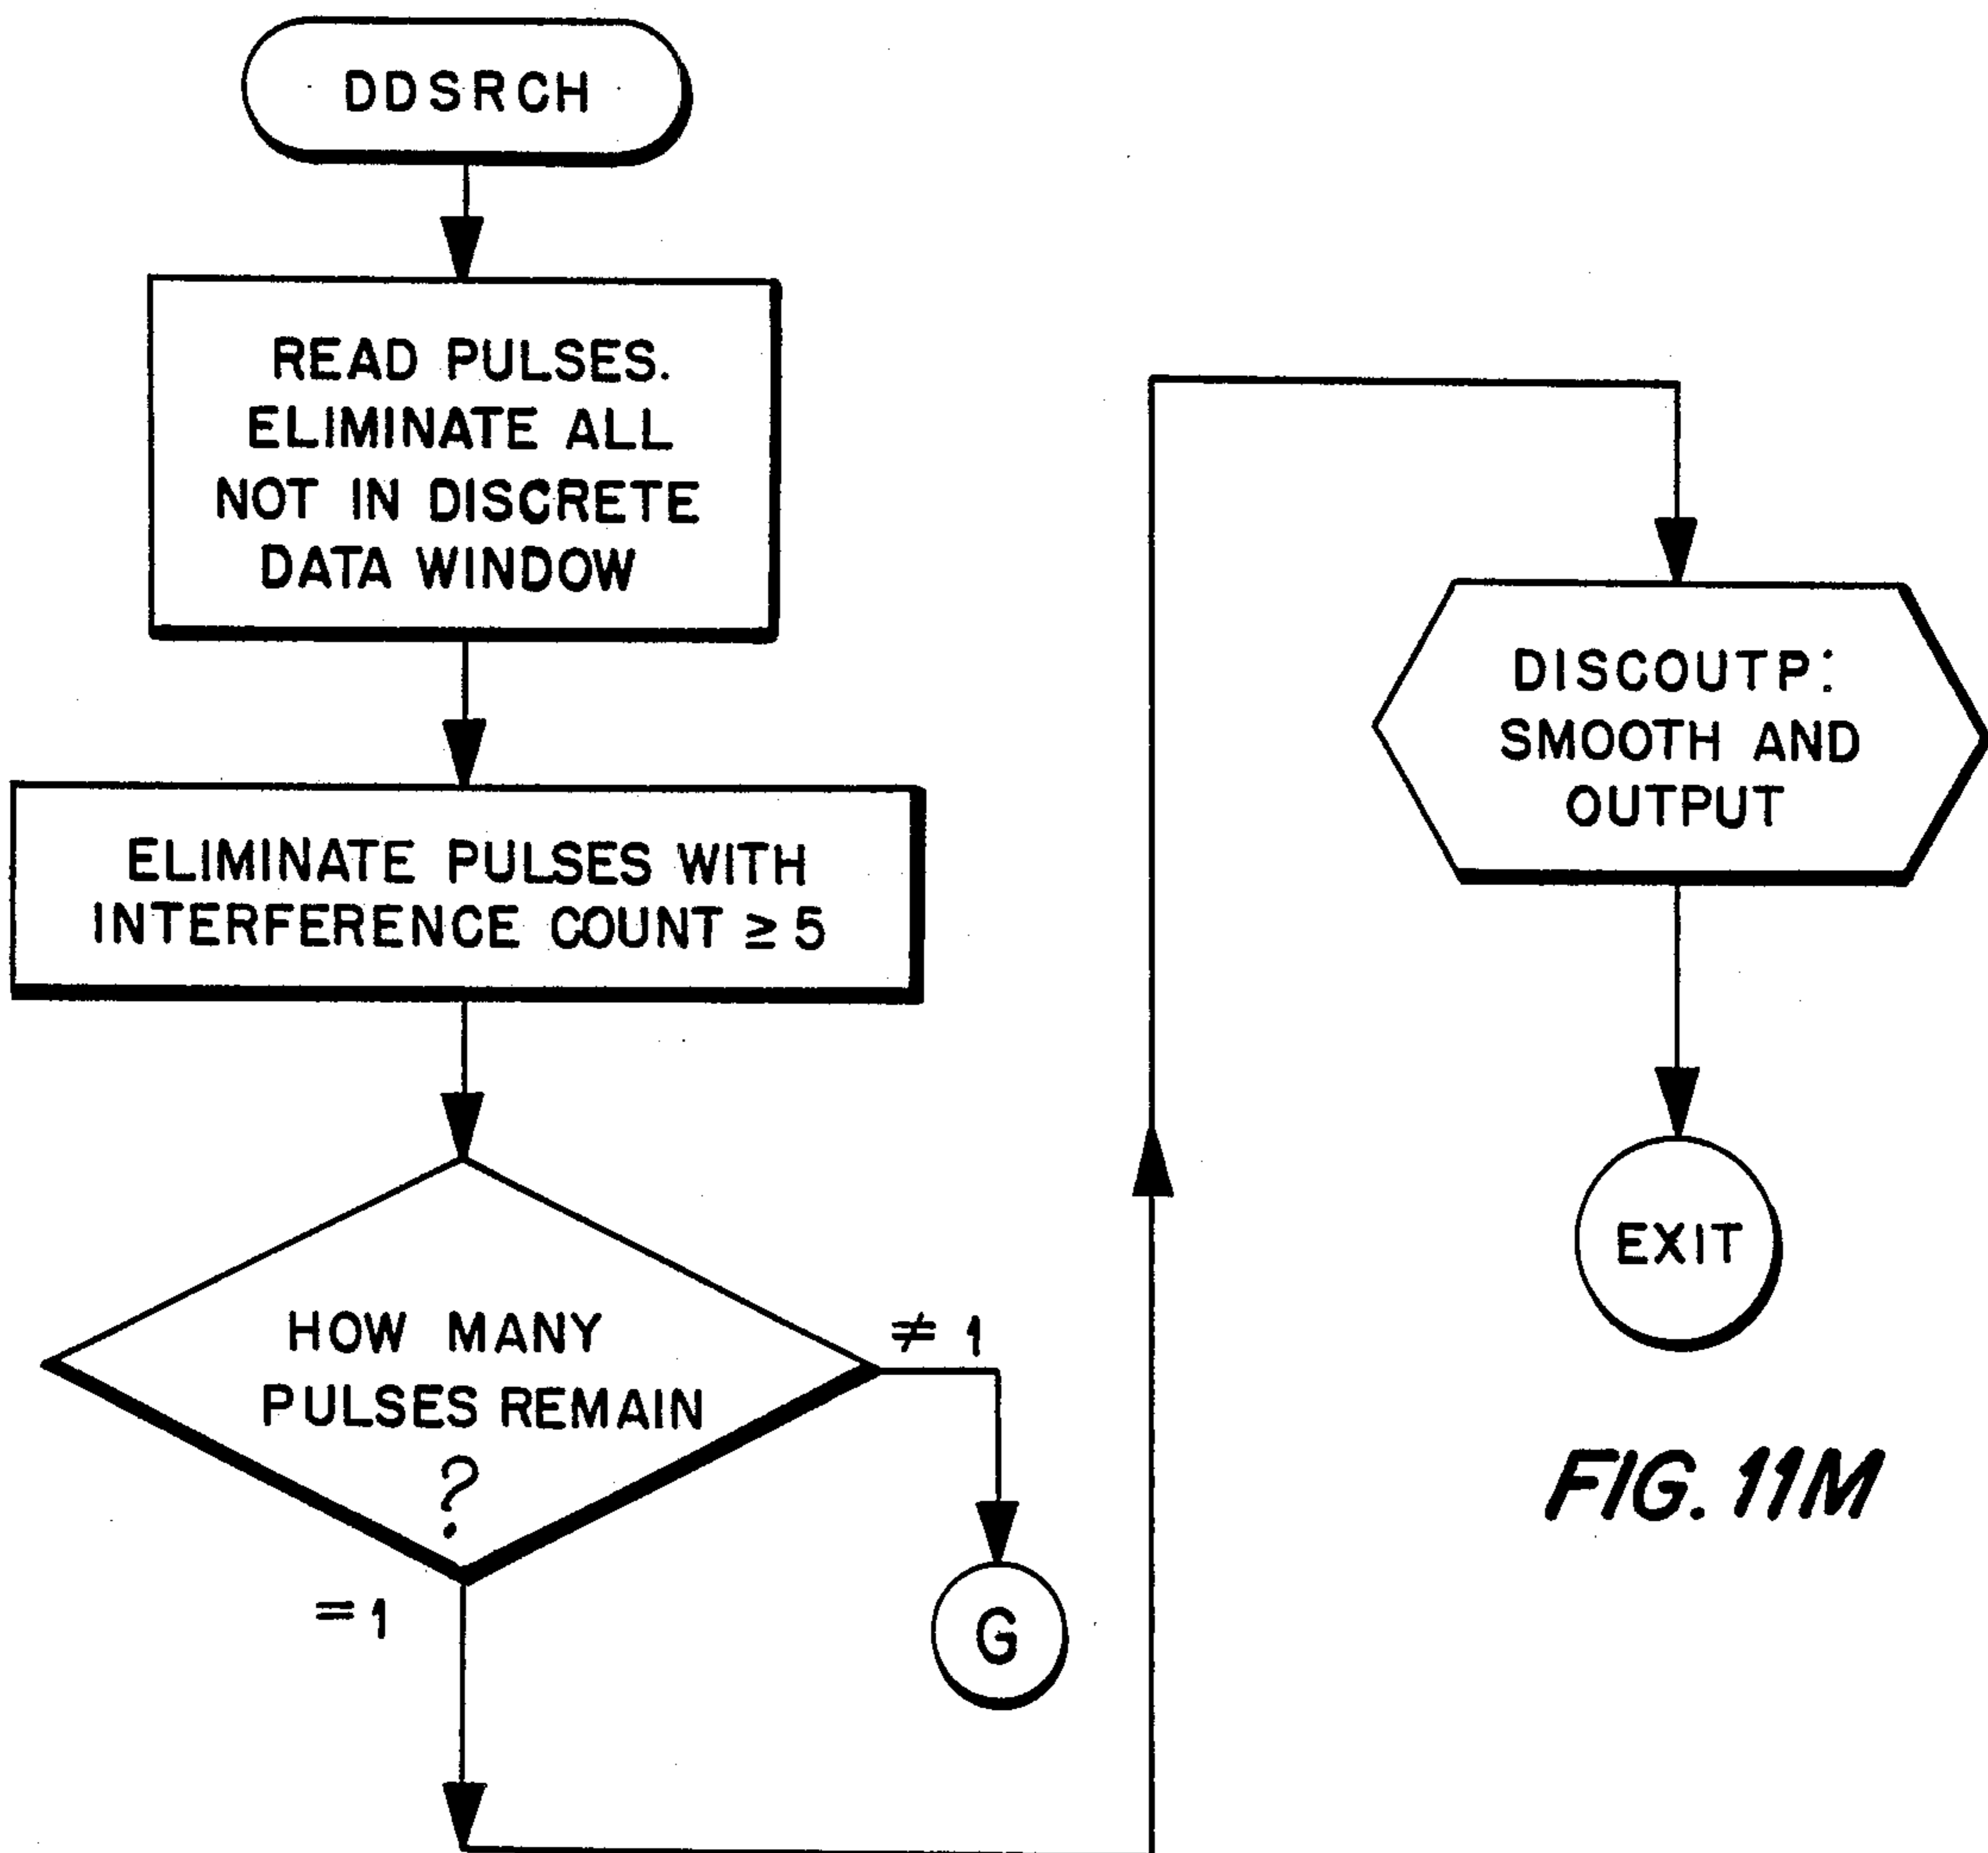 DDSRCH
READ PULSES.
ELIMINATE ALL
NOT IN DISCRETE
DATA WINDOW
ELIMINATE PULSES WITH
INTERFERENCE COUNT ≥ 5
HOW MANY
PULSES REMAIN
?
≠ 1
= 1
G
DISCOUTP:
SMOOTH AND
OUTPUT
EXIT
FIG. 11M